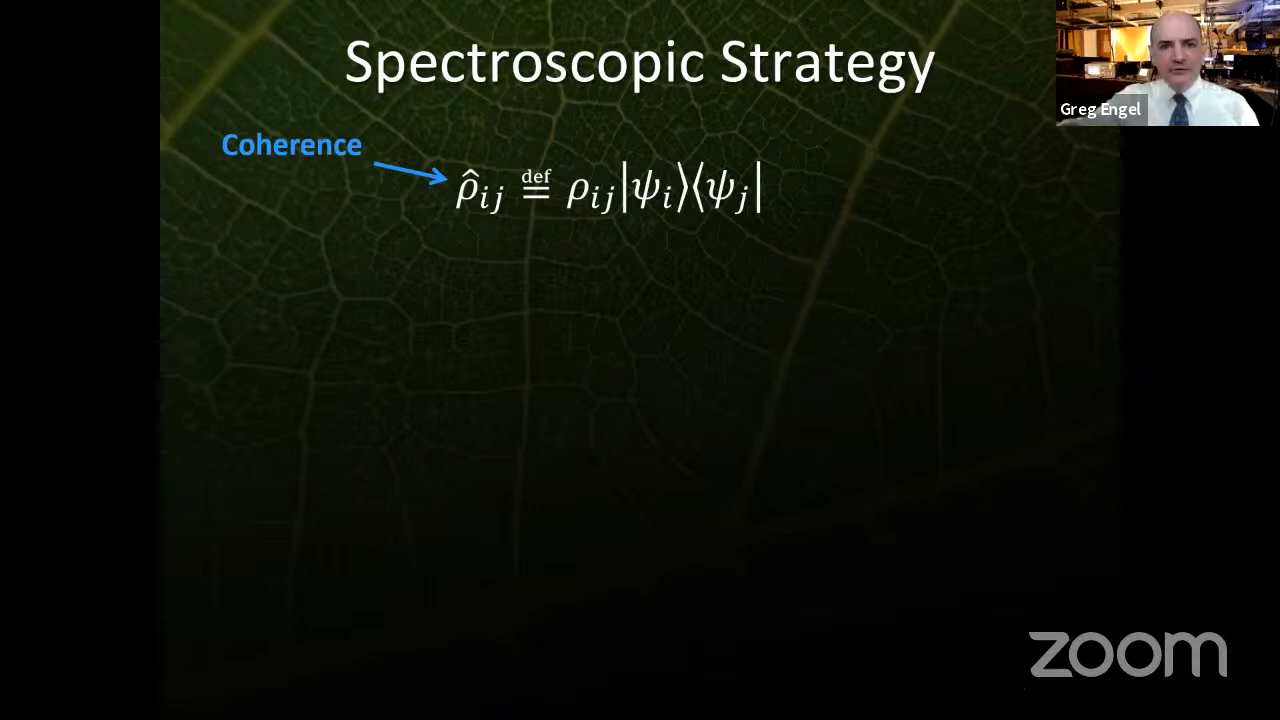 Spectroscopic Strategy
Greg Engel
Coherence
ρ̂ᵢⱼ ≝ ρᵢⱼ|ψᵢ⟩⟨ψⱼ|
zoom